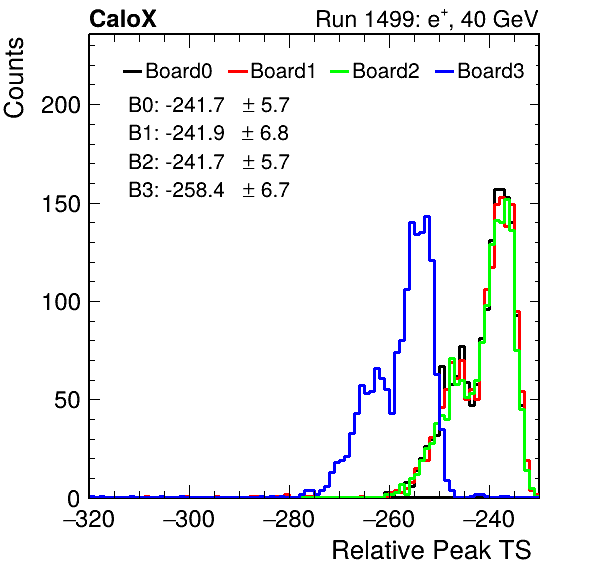 CaloX Run 1499: e⁺, 40 GeV
Counts
Board0 Board1 Board2 Board3
B0: -241.7 ± 5.7
B1: -241.9 ± 6.8
B2: -241.7 ± 5.7
B3: -258.4 ± 6.7
200
150
100
50
0
−320 −300 −280 −260 −240
Relative Peak TS